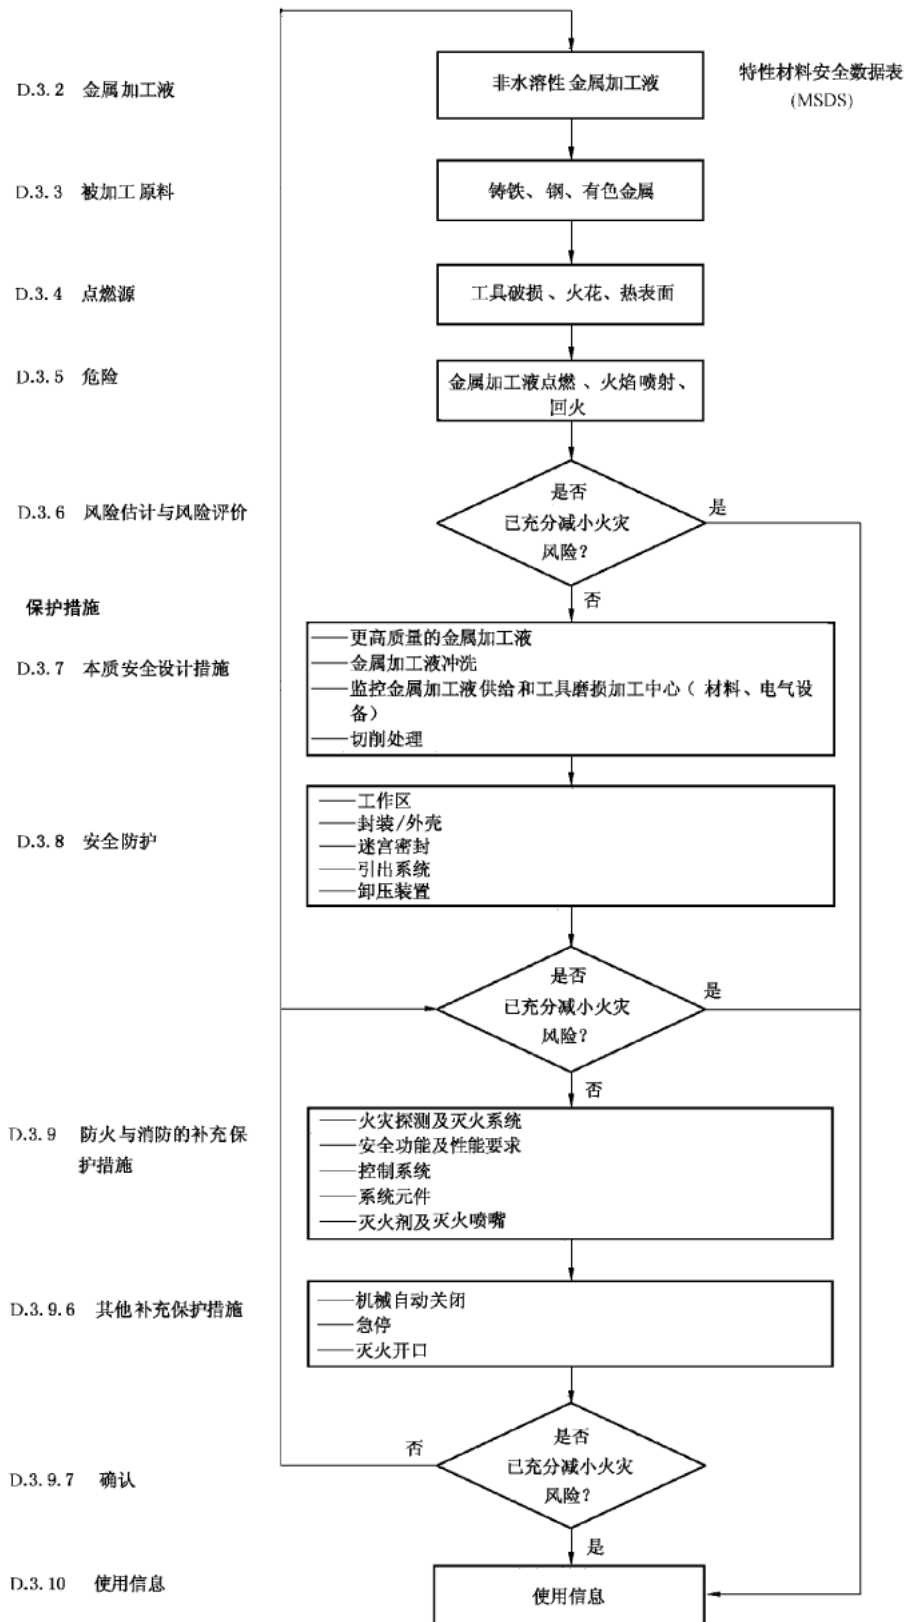 D.3.2 金属加工液
非水溶性金属加工液
特性材料安全数据表
(MSDS)
D.3.3 被加工原料
铸铁、钢、有色金属
D.3.4 点燃源
工具破损、火花、热表面
D.3.5 危险
金属加工液点燃、火焰喷射、
回火
D.3.6 风险估计与风险评价
是否
已充分减小火灾
风险?
是
否
保护措施
D.3.7 本质安全设计措施
——更高质量的金属加工液
——金属加工液冲洗
——监控金属加工液供给和工具磨损加工中心(材料、电气设
备)
——切削处理
D.3.8 安全防护
——工作区
——封装/外壳
——迷宫密封
——引出系统
——卸压装置
是否
已充分减小火灾
风险?
是
否
D.3.9 防火与消防的补充保
护措施
——火灾探测及灭火系统
——安全功能及性能要求
——控制系统
——系统元件
——灭火剂及灭火喷嘴
D.3.9.6 其他补充保护措施
——机械自动关闭
——急停
——灭火开口
否
是否
已充分减小火灾
风险?
D.3.9.7 确认
是
D.3.10 使用信息
使用信息